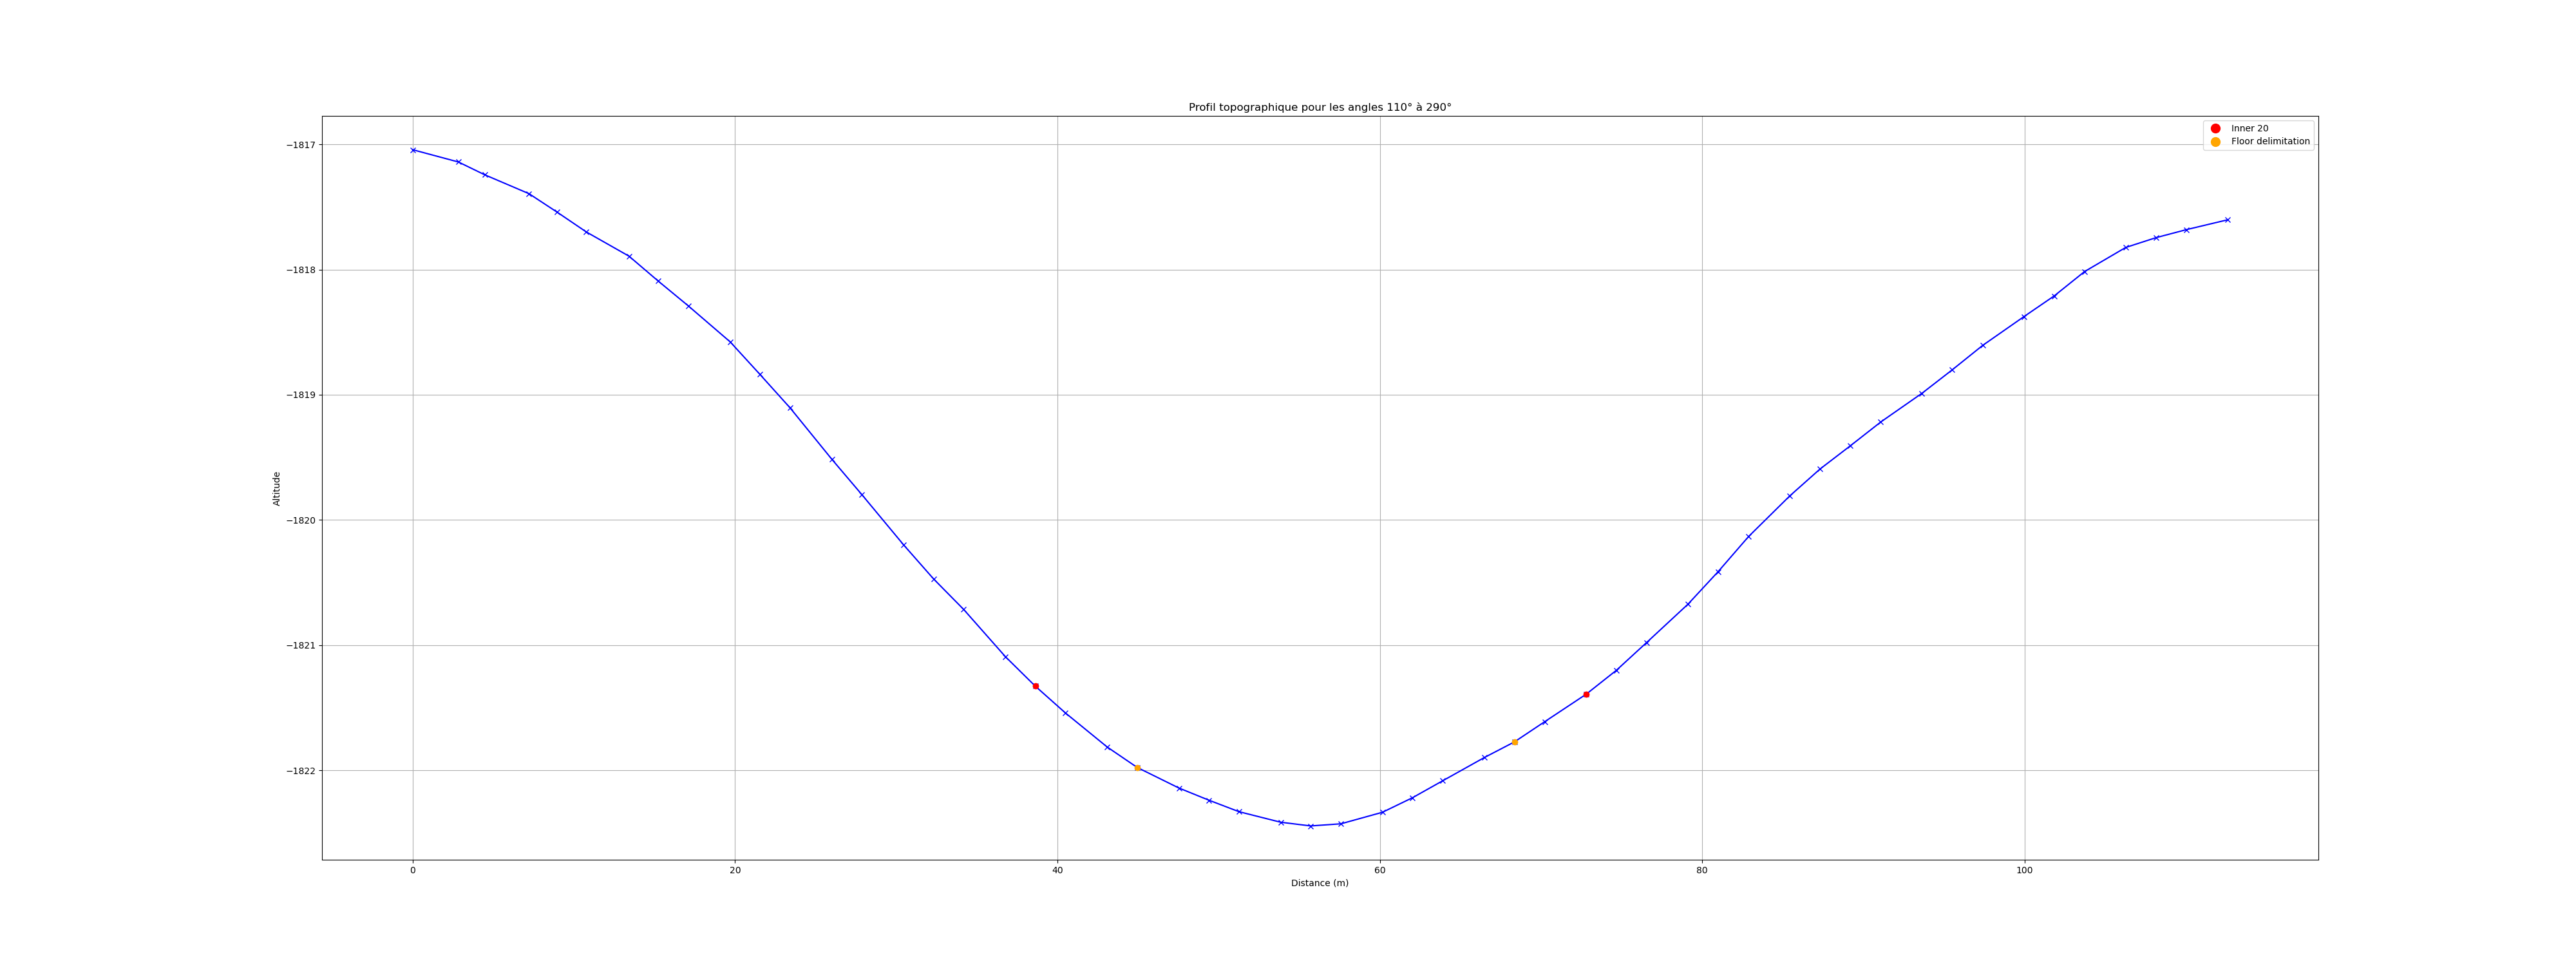 Profil topographique pour les angles 110° à 290°
Inner 20
Floor delimitation
−1817
−1818
−1819
−1820
−1821
−1822
Altitude
0 20 40 60 80 100
Distance (m)